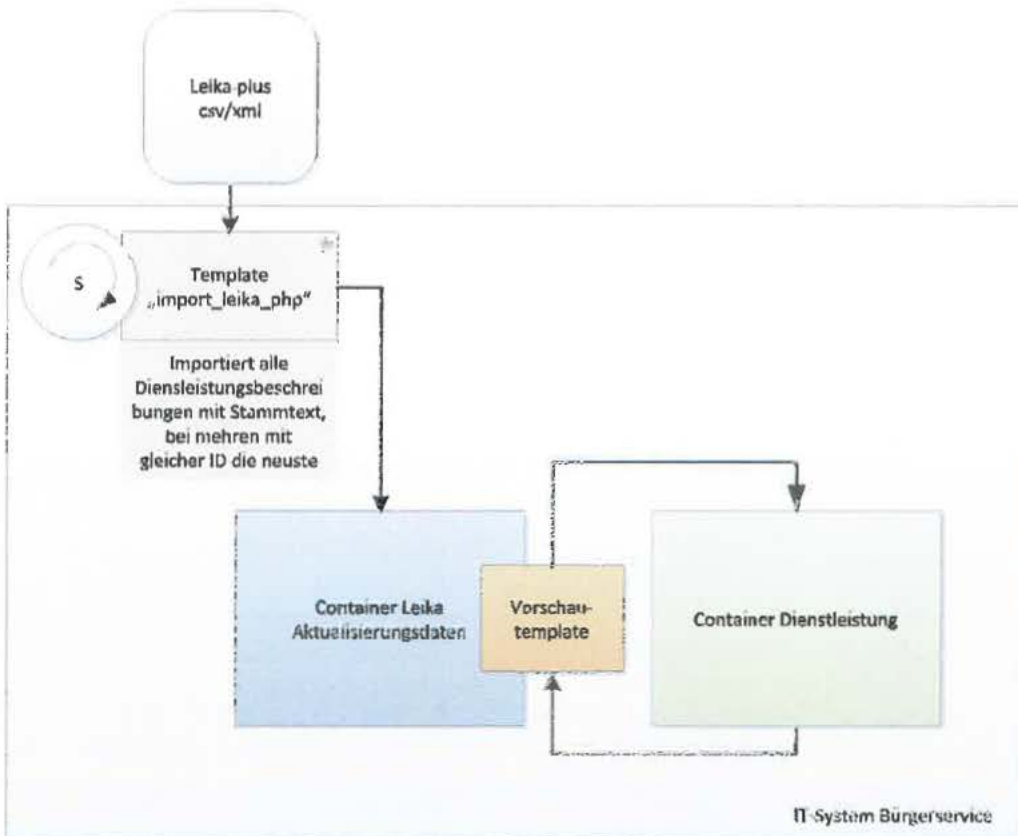 Leika-plus
csv/xml
S
Template
„import_leika_php“
Importiert alle
Diensleistungsbeschrei
bungen mit Stammtext,
bei mehren mit
gleicher ID die neuste
Container Leika
Aktualisierungsdaten
Vorschau-
template
Container Dienstleistung
IT-System Bürgerservice